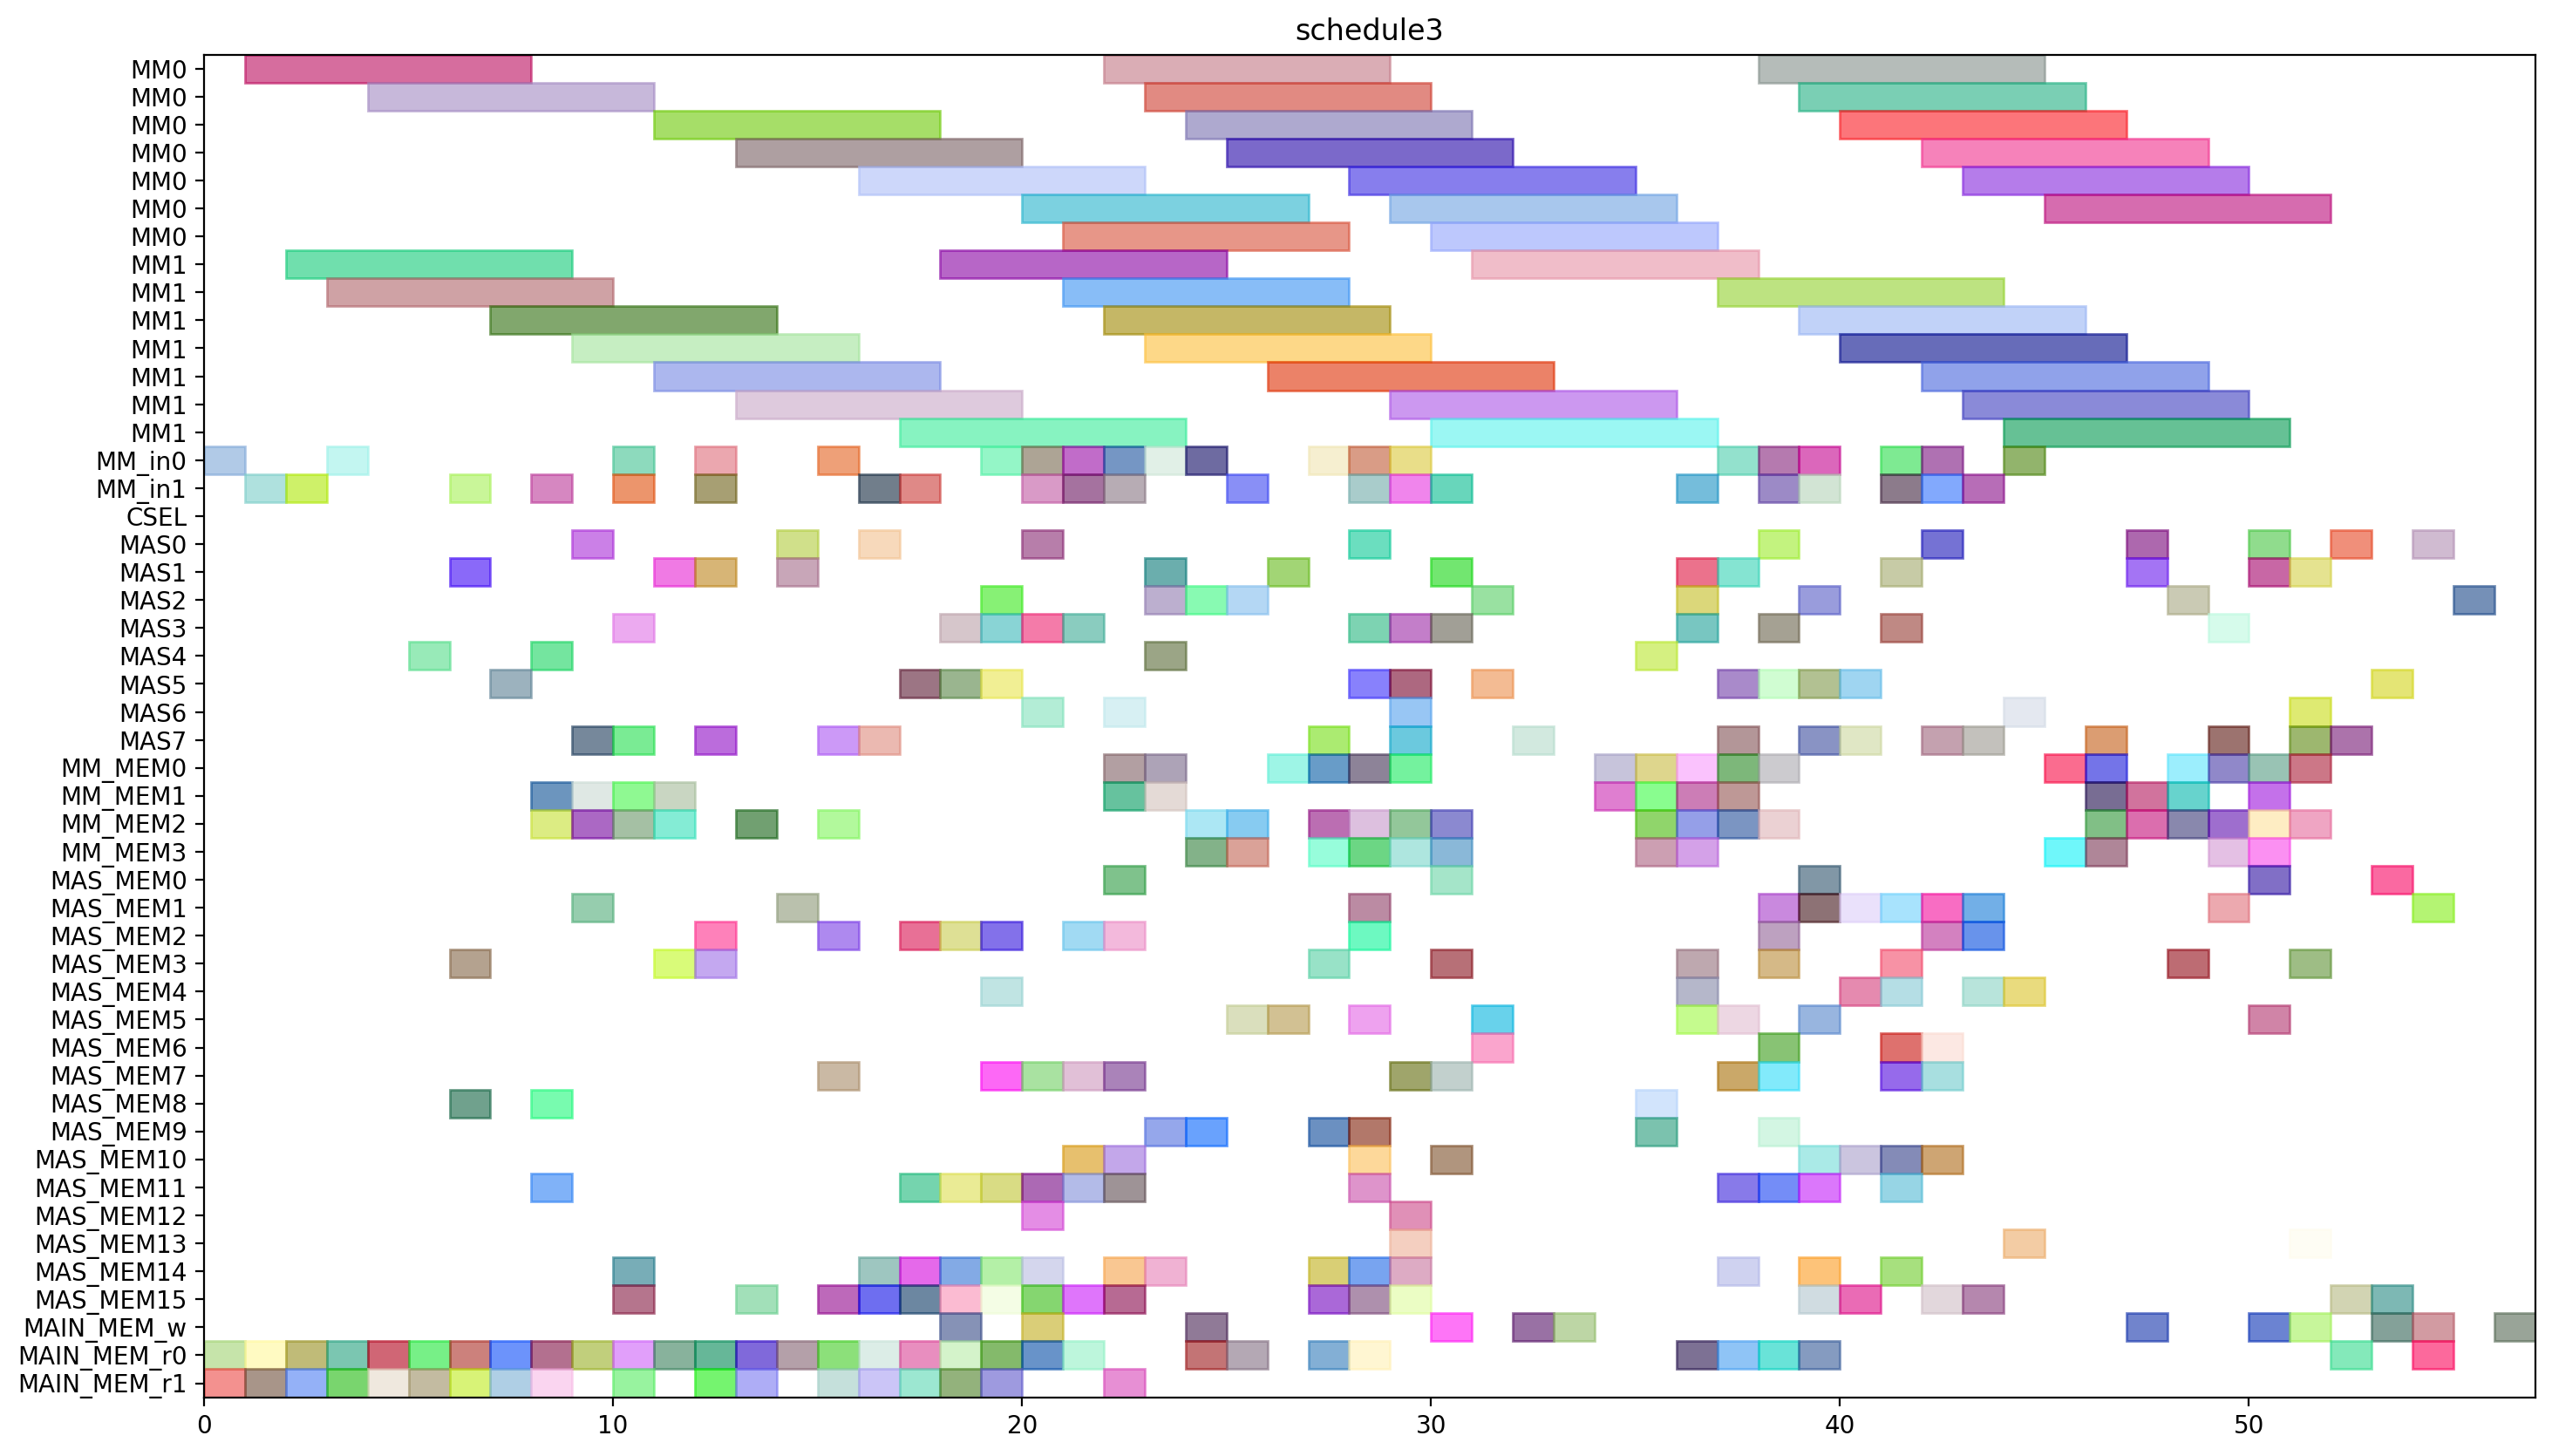 schedule3
MM0
MM0
MM0
MM0
MM0
MM0
MM0
MM1
MM1
MM1
MM1
MM1
MM1
MM1
MM_in0
MM_in1
CSEL
MAS0
MAS1
MAS2
MAS3
MAS4
MAS5
MAS6
MAS7
MM_MEM0
MM_MEM1
MM_MEM2
MM_MEM3
MAS_MEM0
MAS_MEM1
MAS_MEM2
MAS_MEM3
MAS_MEM4
MAS_MEM5
MAS_MEM6
MAS_MEM7
MAS_MEM8
MAS_MEM9
MAS_MEM10
MAS_MEM11
MAS_MEM12
MAS_MEM13
MAS_MEM14
MAS_MEM15
MAIN_MEM_w
MAIN_MEM_r0
MAIN_MEM_r1
0 10 20 30 40 50